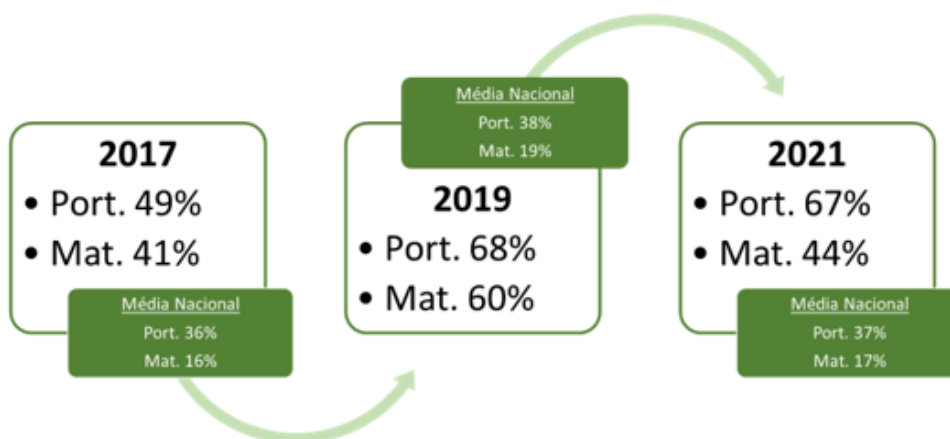 2017
• Port. 49%
• Mat. 41%
Média Nacional
Port. 36%
Mat. 16%
Média Nacional
Port. 38%
Mat. 19%
2019
• Port. 68%
• Mat. 60%
2021
• Port. 67%
• Mat. 44%
Média Nacional
Port. 37%
Mat. 17%